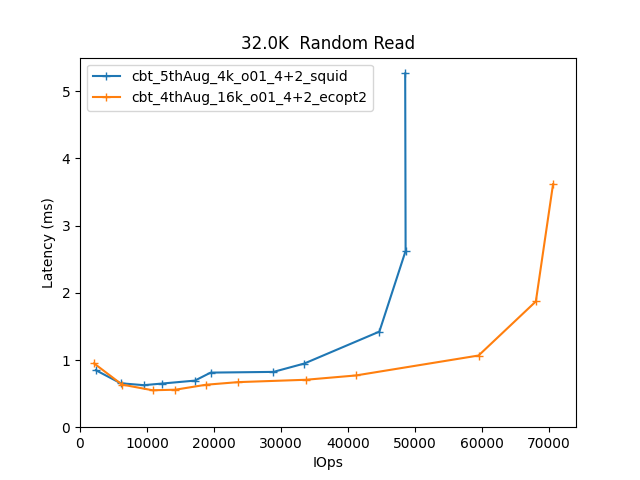 32.0K  Random Read
cbt_5thAug_4k_o01_4+2_squid
cbt_4thAug_16k_o01_4+2_ecopt2
Latency (ms)
5
4
3
2
1
0
0 10000 20000 30000 40000 50000 60000 70000
IOps